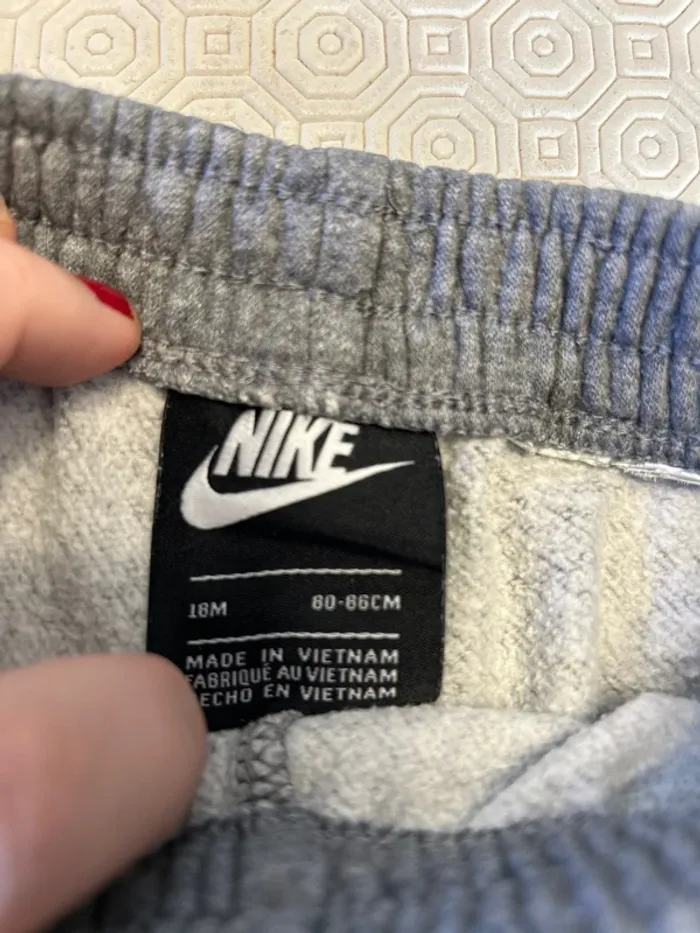 NIKE
18M 80-86CM
MADE IN VIETNAM
FABRIQUÉ AU VIETNAM
ECHO EN VIETNAM